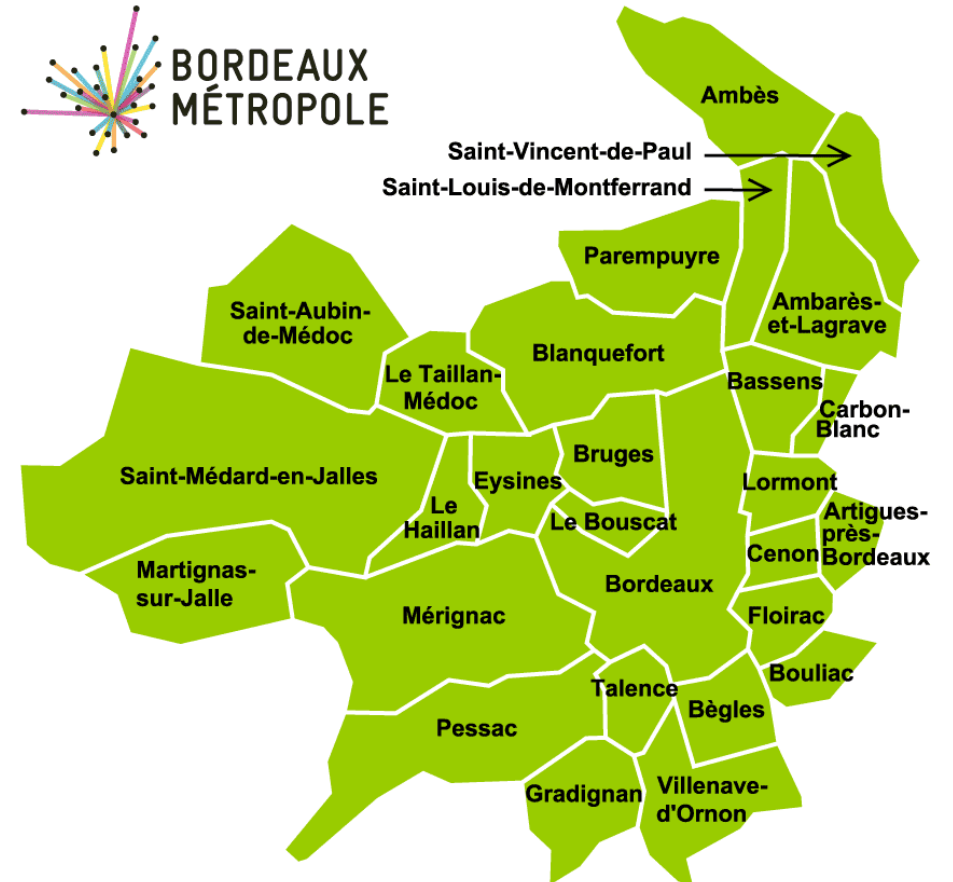 BORDEAUX
MÉTROPOLE
Ambès
Saint-Vincent-de-Paul
Saint-Louis-de-Montferrand
Parempuyre
Ambarès-
et-Lagrave
Saint-Aubin-
de-Médoc
Blanquefort
Le Taillan-
Médoc
Bassens
Carbon-
Blanc
Bruges
Saint-Médard-en-Jalles
Eysines
Lormont
Le
Haillan
Le Bouscat
Artigues-
près-
Bordeaux
Cenon
Martignas-
sur-Jalle
Bordeaux
Mérignac
Floirac
Bouliac
Talence
Bègles
Pessac
Gradignan
Villenave-
d'Ornon